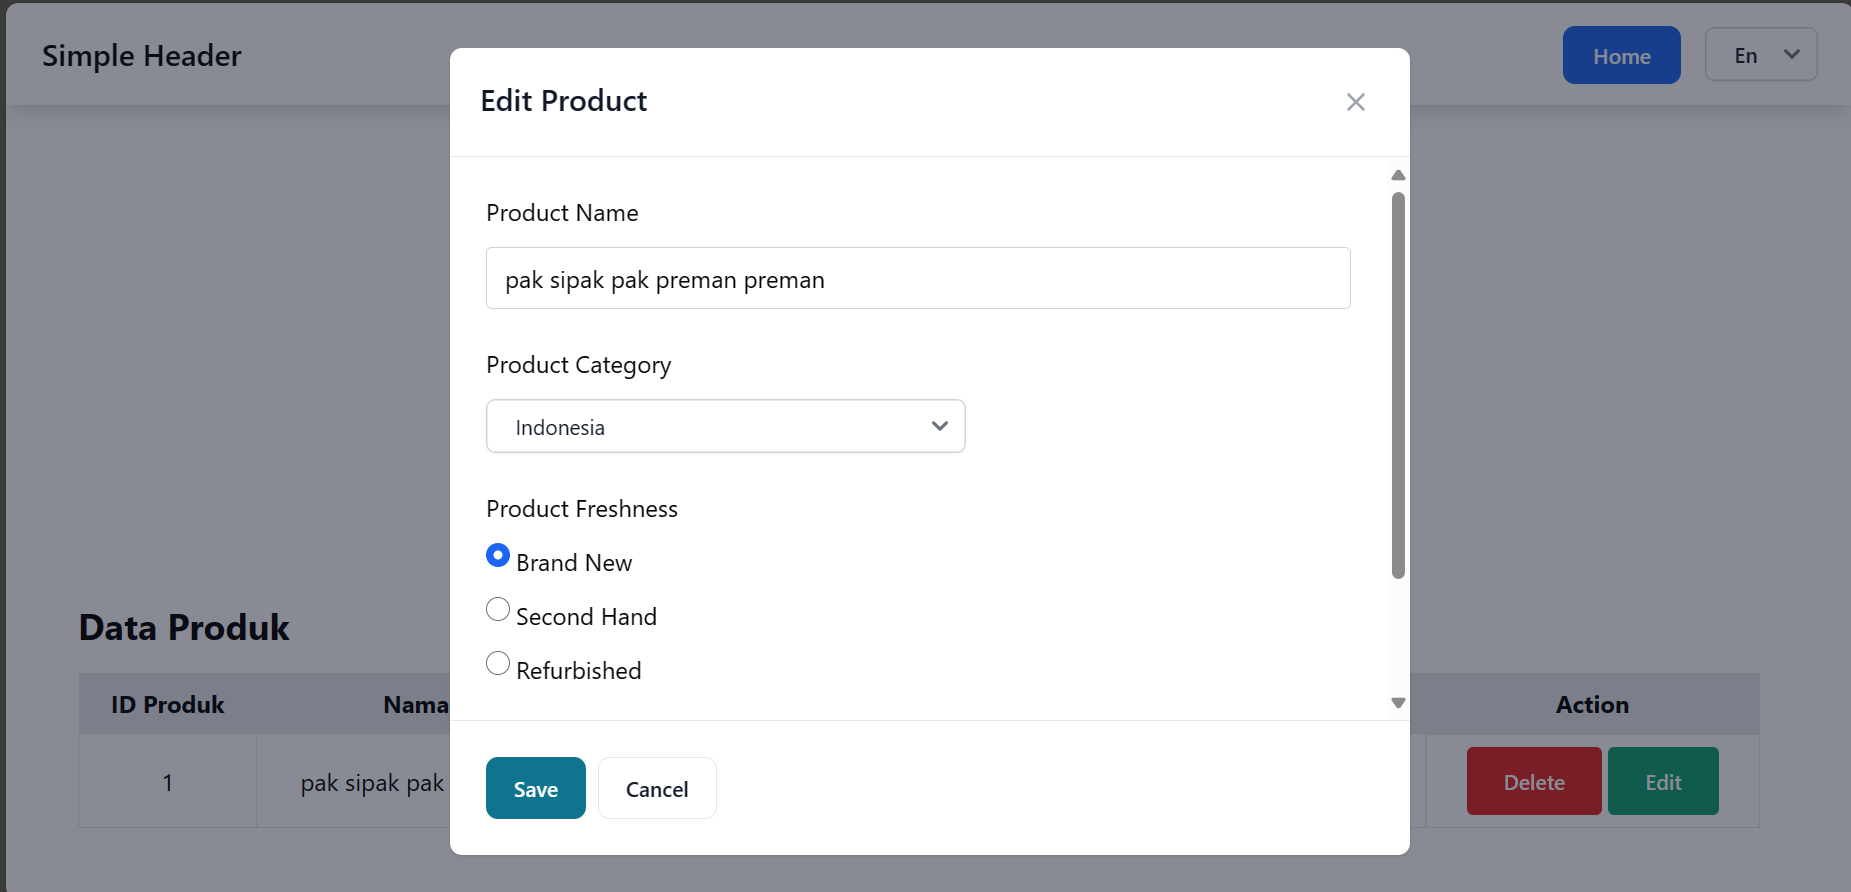 Simple Header
Home
En
Edit Product
Product Name
pak sipak pak preman preman
Product Category
Indonesia
Product Freshness
Brand New
Second Hand
Refurbished
Save
Cancel
Data Produk
ID Produk
Nama
Action
1
pak sipak pak
Delete
Edit